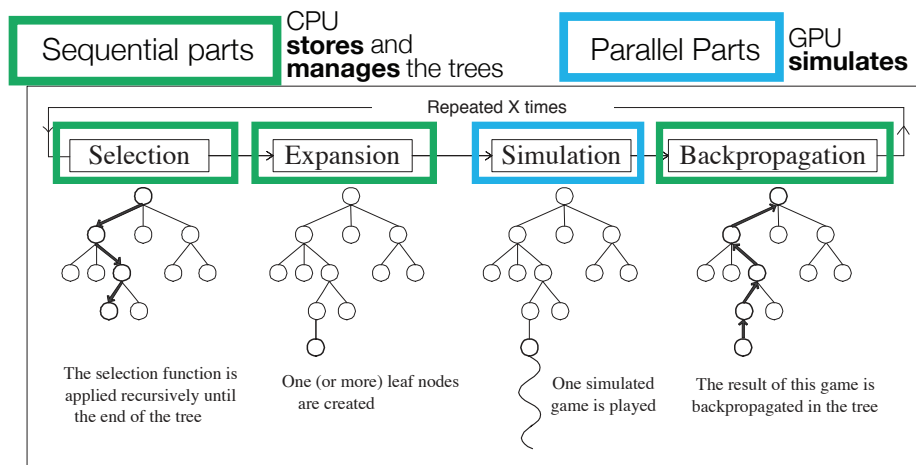 Sequential parts
CPU
stores and
manages the trees
Parallel Parts
GPU
simulates
Repeated X times
Selection
Expansion
Simulation
Backpropagation
The selection function is
applied recursively until
the end of the tree
One (or more) leaf nodes
are created
One simulated
game is played
The result of this game is
backpropagated in the tree